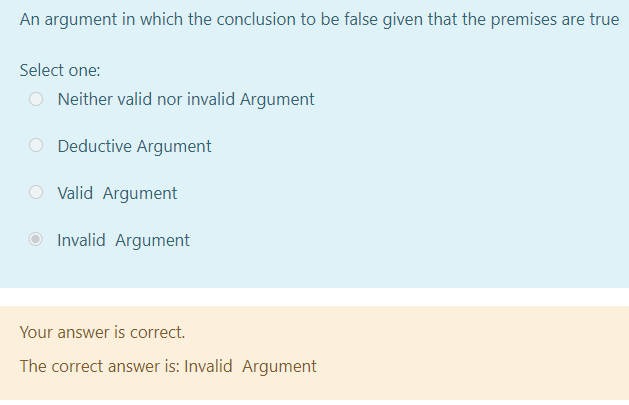 An argument in which the conclusion to be false given that the premises are true
Select one:
Neither valid nor invalid Argument
Deductive Argument
Valid Argument
Invalid Argument
Your answer is correct.
The correct answer is: Invalid Argument